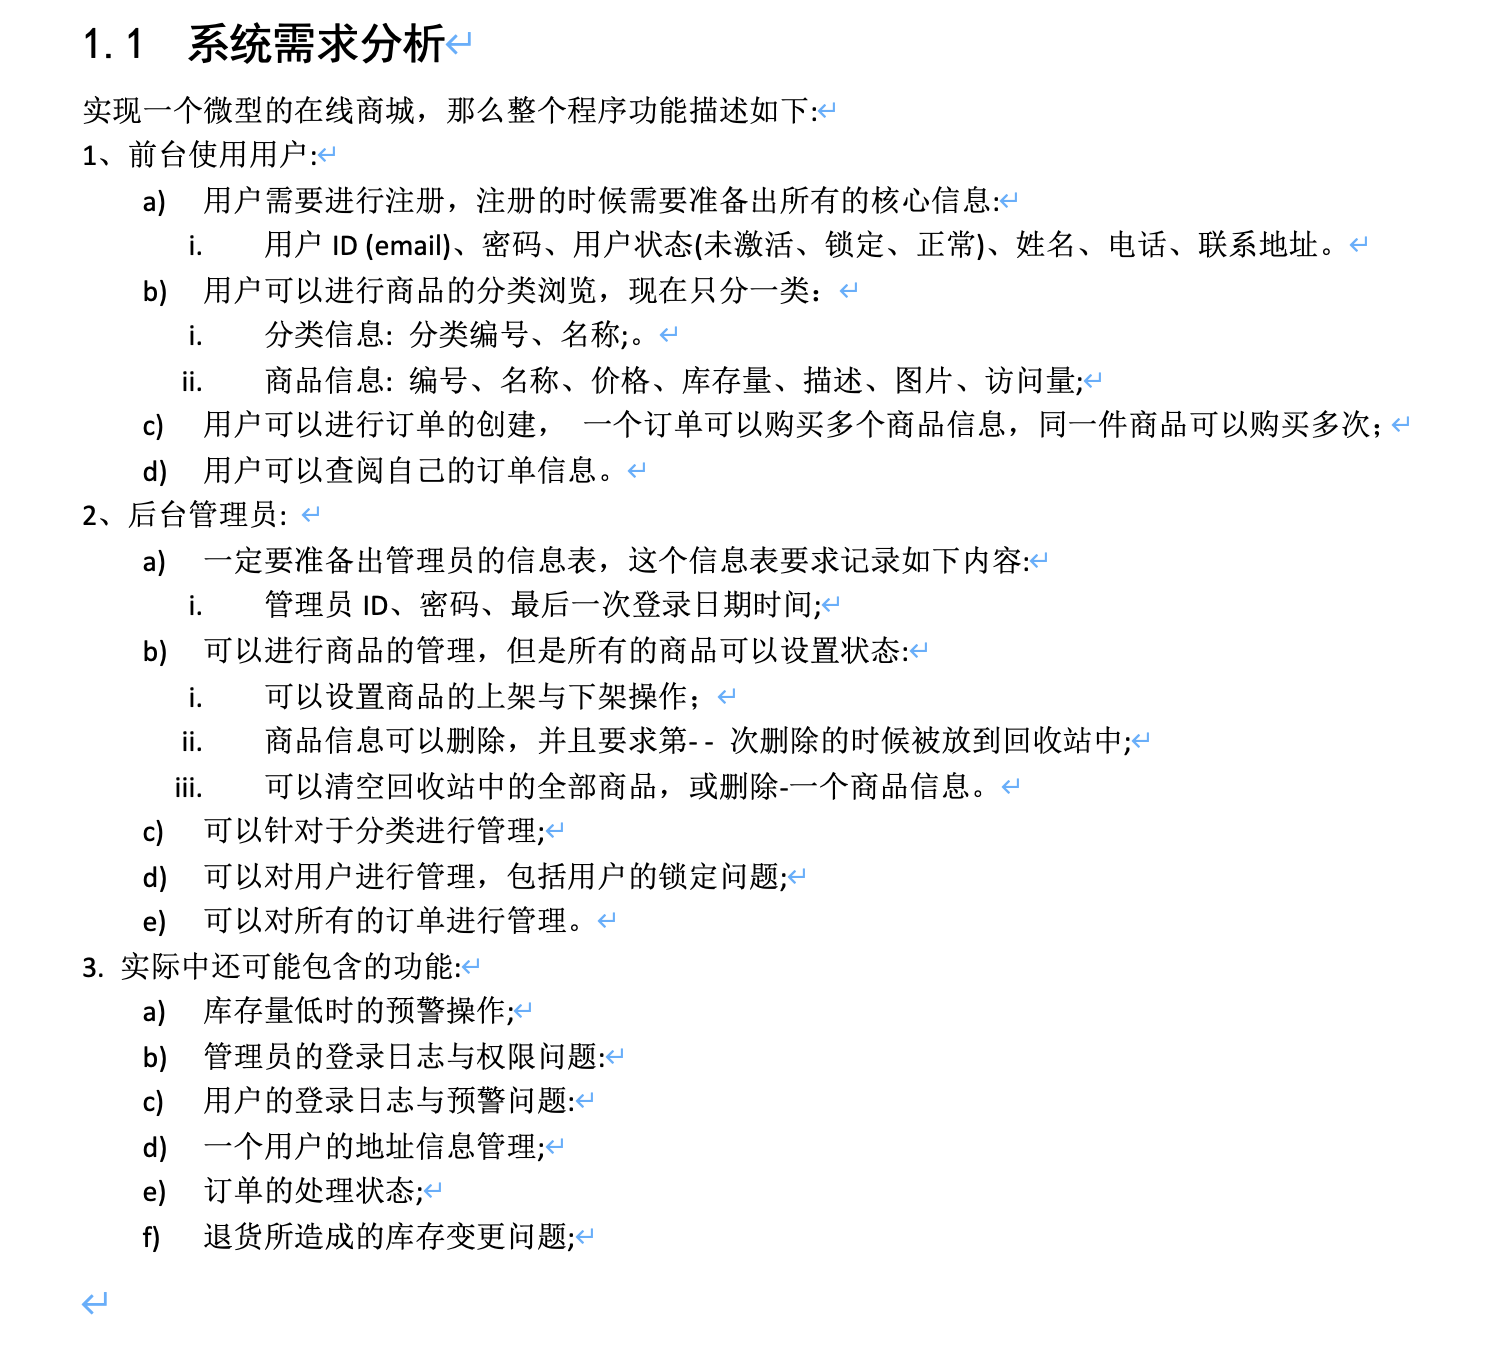 1.1 系统需求分析
实现一个微型的在线商城，那么整个程序功能描述如下:
1、前台使用用户:
a) 用户需要进行注册，注册的时候需要准备出所有的核心信息:
i. 用户 ID (email)、密码、用户状态(未激活、锁定、正常)、姓名、电话、联系地址。
b) 用户可以进行商品的分类浏览，现在只分一类：
i. 分类信息: 分类编号、名称;。
ii. 商品信息: 编号、名称、价格、库存量、描述、图片、访问量;
c) 用户可以进行订单的创建， 一个订单可以购买多个商品信息，同一件商品可以购买多次；
d) 用户可以查阅自己的订单信息。
2、后台管理员:
a) 一定要准备出管理员的信息表，这个信息表要求记录如下内容:
i. 管理员 ID、密码、最后一次登录日期时间;
b) 可以进行商品的管理，但是所有的商品可以设置状态:
i. 可以设置商品的上架与下架操作；
ii. 商品信息可以删除，并且要求第- - 次删除的时候被放到回收站中;
iii. 可以清空回收站中的全部商品，或删除-一个商品信息。
c) 可以针对于分类进行管理;
d) 可以对用户进行管理，包括用户的锁定问题;
e) 可以对所有的订单进行管理。
3. 实际中还可能包含的功能:
a) 库存量低时的预警操作;
b) 管理员的登录日志与权限问题:
c) 用户的登录日志与预警问题:
d) 一个用户的地址信息管理;
e) 订单的处理状态;
f) 退货所造成的库存变更问题;